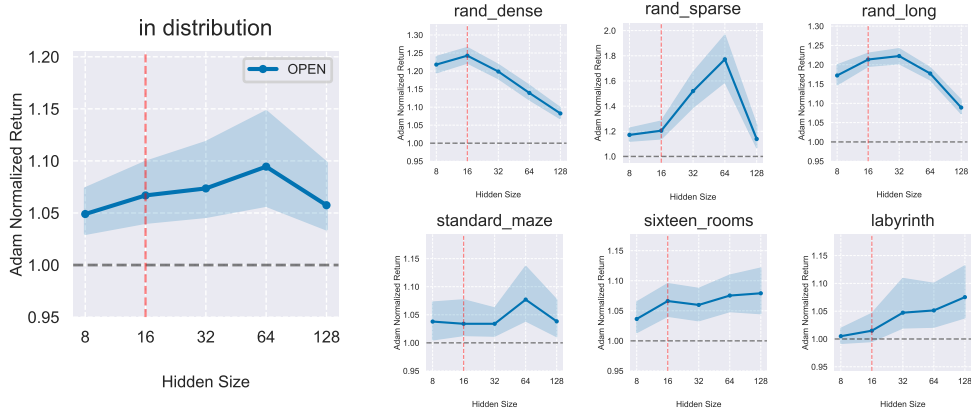 in distribution
Adam Normalized Return
1.20
1.15
1.10
1.05
1.00
0.95
OPEN
8 16 32 64 128
Hidden Size
rand_dense
Adam Normalized Return
1.30
1.25
1.20
1.15
1.10
1.05
1.00
0.95
8 16 32 64 128
Hidden Size
rand_sparse
Adam Normalized Return
2.0
1.8
1.6
1.4
1.2
1.0
8 16 32 64 128
Hidden Size
rand_long
Adam Normalized Return
1.30
1.25
1.20
1.15
1.10
1.05
1.00
0.95
8 16 32 64 128
Hidden Size
standard_maze
Adam Normalized Return
1.15
1.10
1.05
1.00
0.95
8 16 32 64 128
Hidden Size
sixteen_rooms
Adam Normalized Return
1.15
1.10
1.05
1.00
0.95
8 16 32 64 128
Hidden Size
labyrinth
Adam Normalized Return
1.15
1.10
1.05
1.00
0.95
8 16 32 64 128
Hidden Size